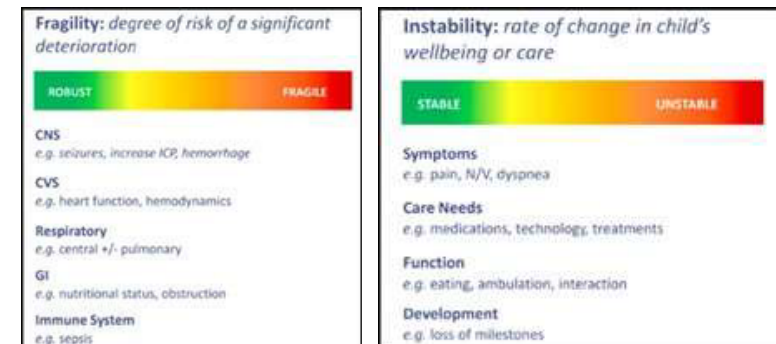 Fragility: degree of risk of a significant
deterioration
ROBUST FRAGILE
CNS
e.g. seizures, increase ICP, hemorrhage
CVS
e.g. heart function, hemodynamics
Respiratory
e.g. central +/- pulmonary
GI
e.g. nutritional status, obstruction
Immune System
e.g. sepsis
Instability: rate of change in child's
wellbeing or care
STABLE UNSTABLE
Symptoms
e.g. pain, N/V, dyspnea
Care Needs
e.g. medications, technology, treatments
Function
e.g. eating, ambulation, interaction
Development
e.g. loss of milestones